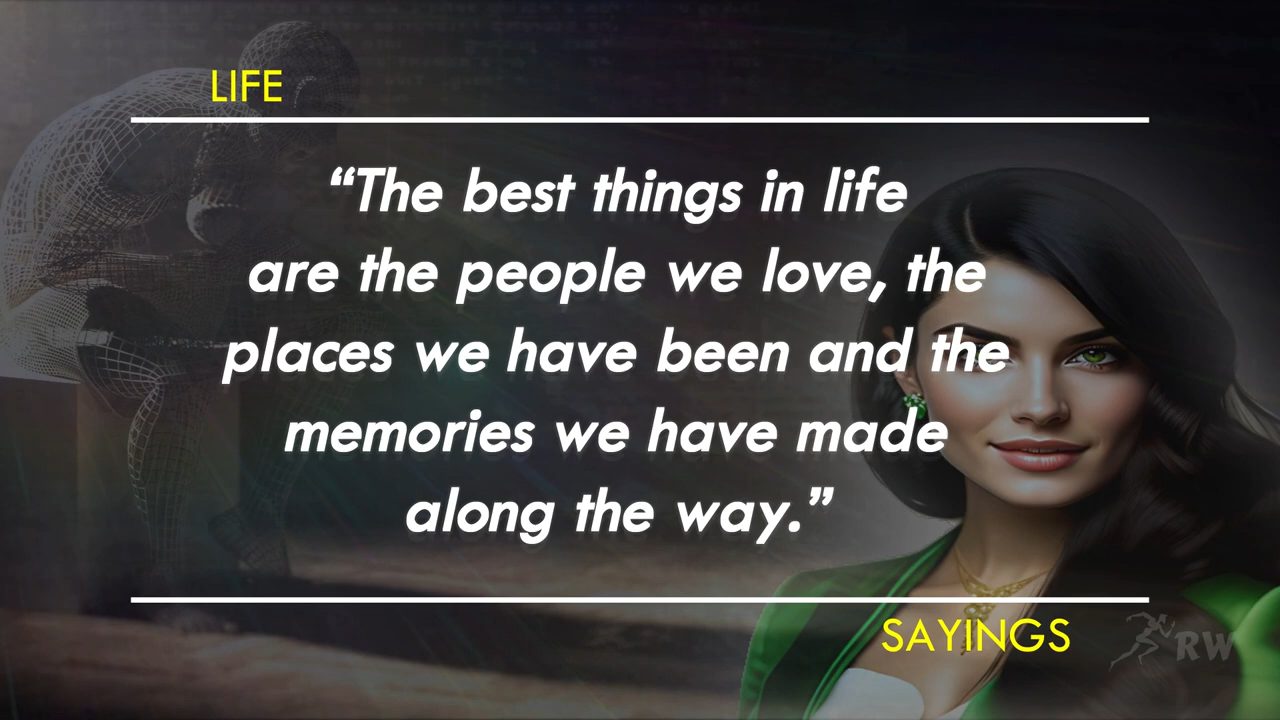 LIFE
“The best things in life
are the people we love, the
places we have been and the
memories we have made
along the way.”
SAYINGS
RW